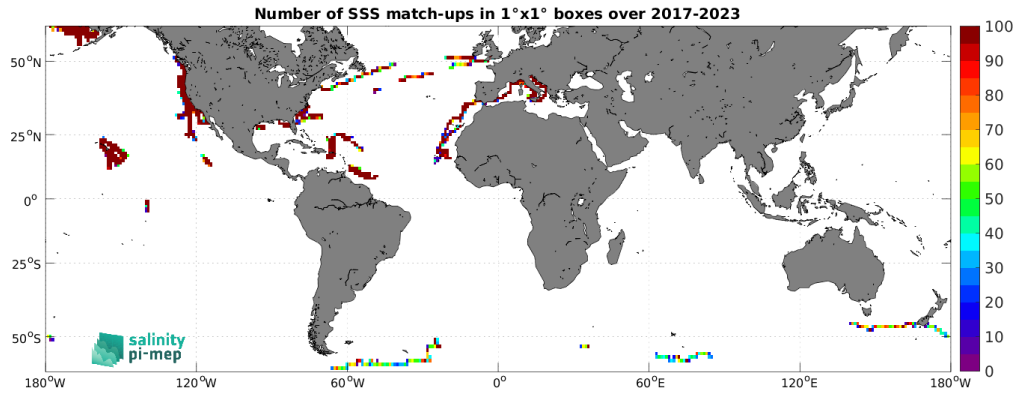 Number of SSS match-ups in 1°x1° boxes over 2017-2023
100
90
80
70
60
50
40
30
20
10
0
50°N
25°N
0°
25°S
50°S
salinity
pi-mep
180°W 120°W 60°W 0° 60°E 120°E 180°W